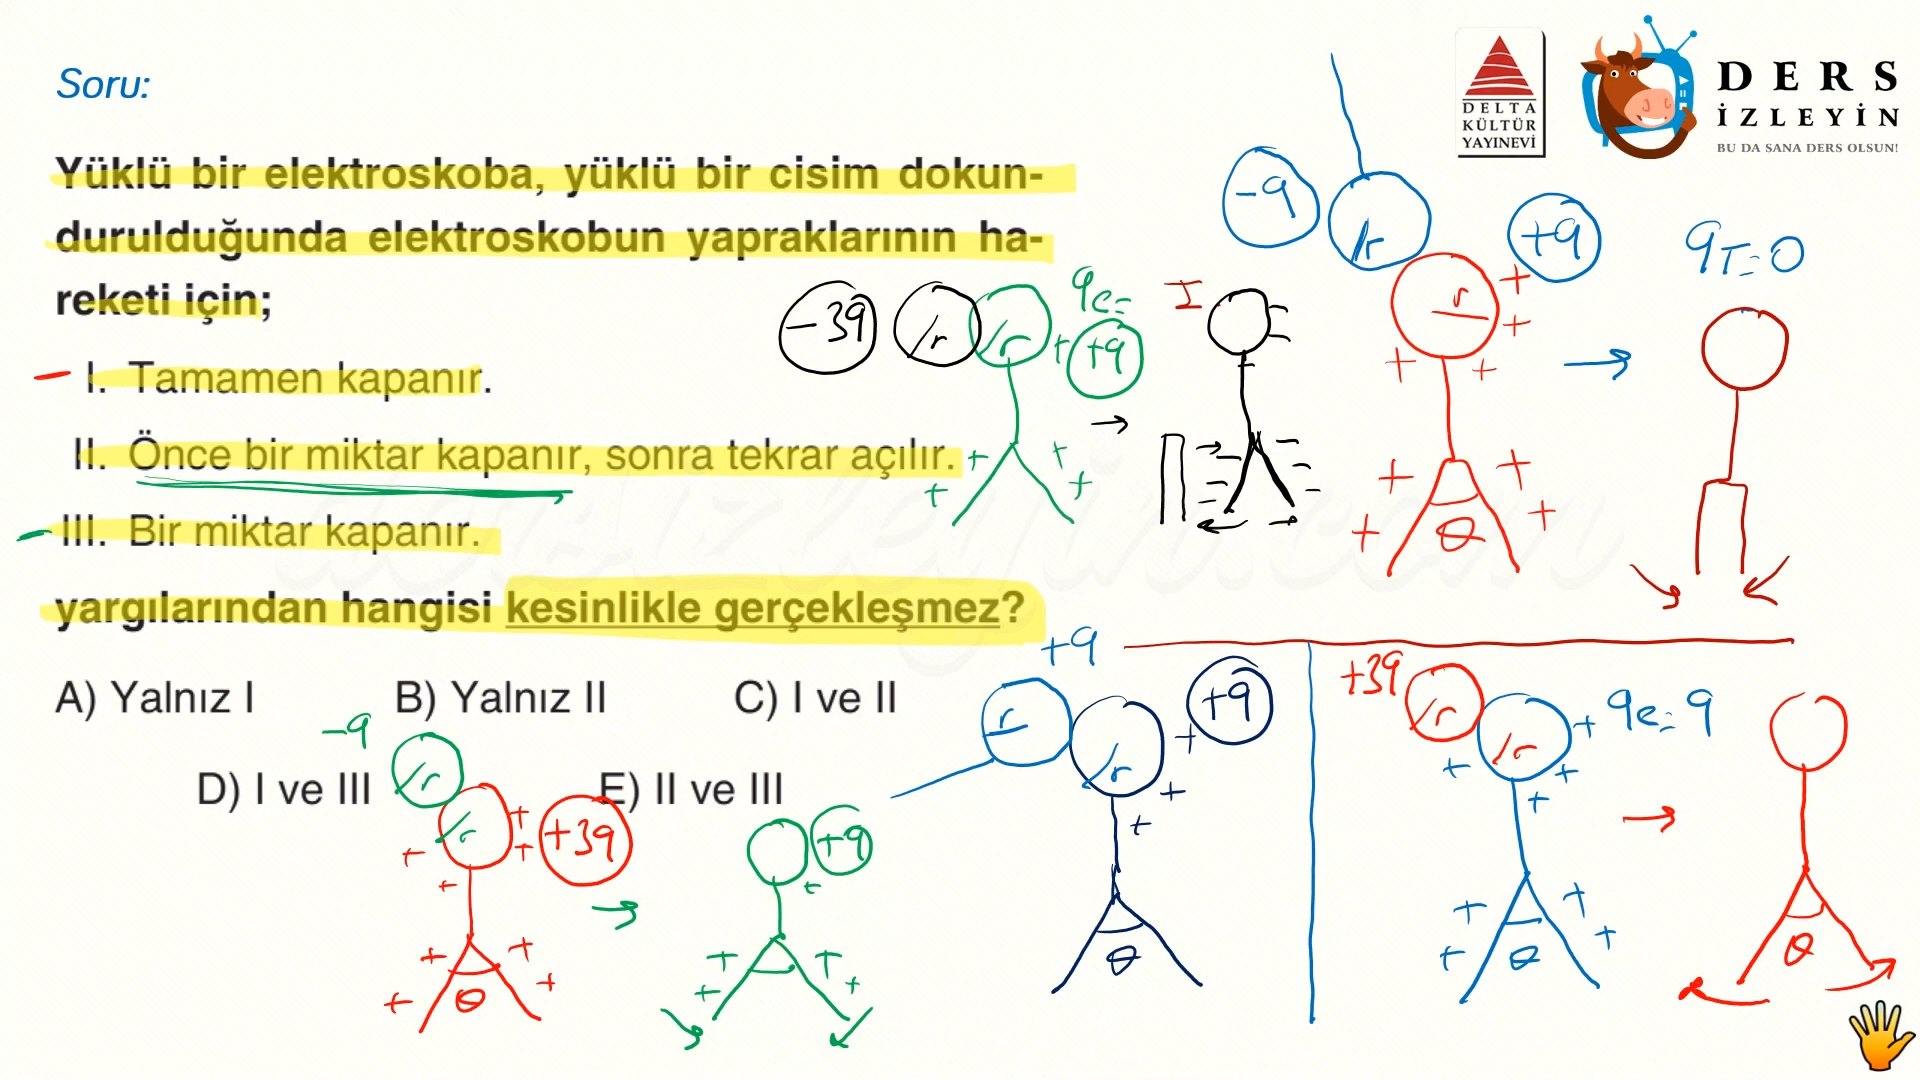 Soru:
DELTA
KÜLTÜR
YAYINEVİ
DERS
İZLEYİN
BU DA SANA DERS OLSUN!
Yüklü bir elektroskoba, yüklü bir cisim dokun-
durulduğunda elektroskobun yapraklarının ha-
reketi için;
I. Tamamen kapanır.
II. Önce bir miktar kapanır, sonra tekrar açılır.
III. Bir miktar kapanır.
yargılarından hangisi kesinlikle gerçekleşmez?
A) Yalnız I B) Yalnız II C) I ve II
D) I ve III E) II ve III
-q r +q qT=0
r
-3q r r qe= +q I
θ
+q r r +q
θ
+3q r r qe=q
θ θ
-q r r +3q +q
θ